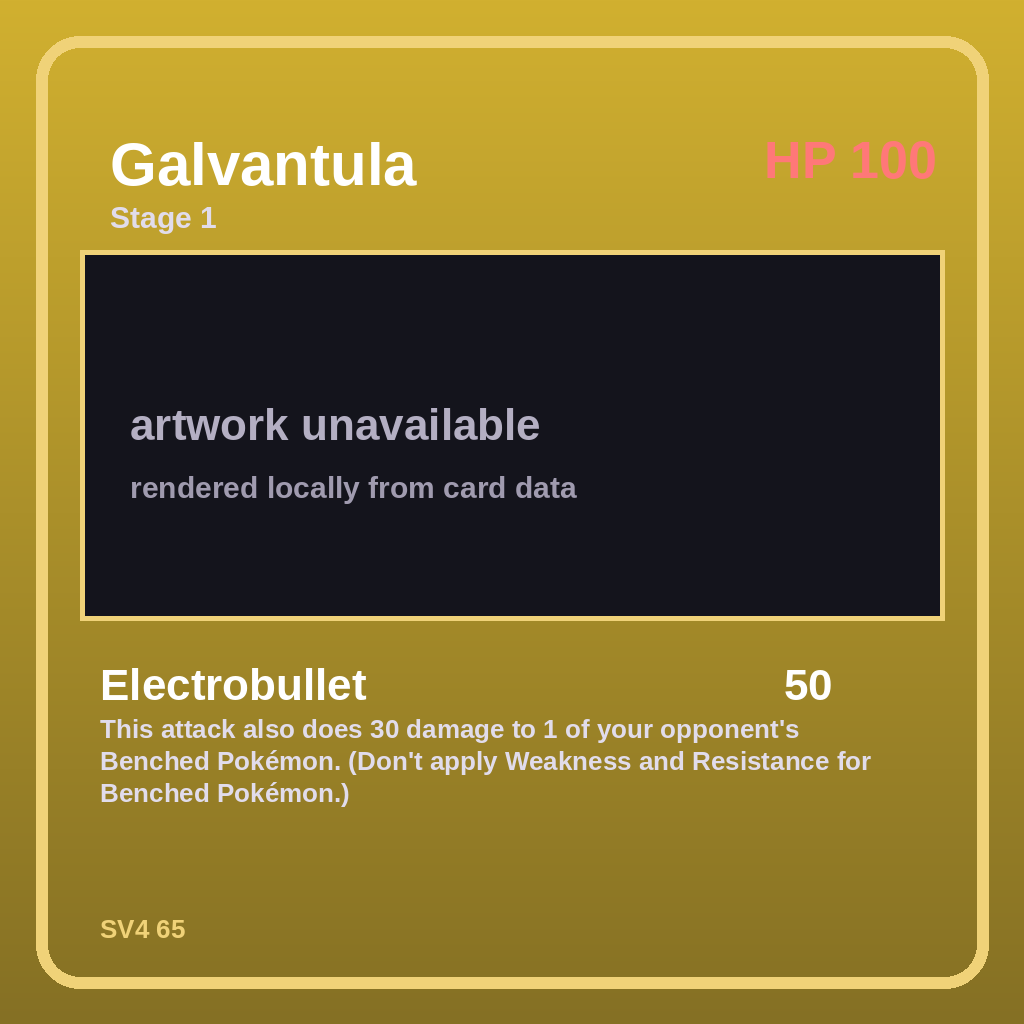 Galvantula
HP 100
Stage 1
artwork unavailable
rendered locally from card data
Electrobullet
50
This attack also does 30 damage to 1 of your opponent's
Benched Pokémon. (Don't apply Weakness and Resistance for
Benched Pokémon.)
SV4 65